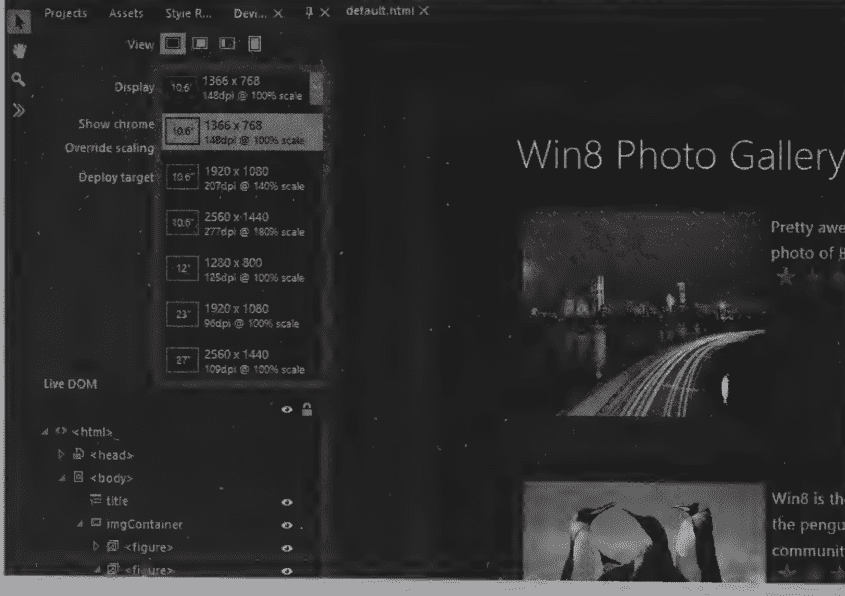 Projects Assets Style R... Devi...
default.html
View
Display
10.6" 1366 x 768
148dpi @ 100% scale
Show chrome
10.6" 1366 x 768
148dpi @ 100% scale
Override scaling
Deploy target
10.6" 1920 x 1080
207dpi @ 140% scale
10.6" 2560 x 1440
277dpi @ 180% scale
12" 1280 x 800
125dpi @ 100% scale
23" 1920 x 1080
96dpi @ 100% scale
27" 2560 x 1440
109dpi @ 100% scale
Live DOM
<html>
<head>
<body>
title
imgContainer
<figure>
<figure>
Win8 Photo Gallery
Pretty awe
photo of B
Win8 is th
the pengu
communit